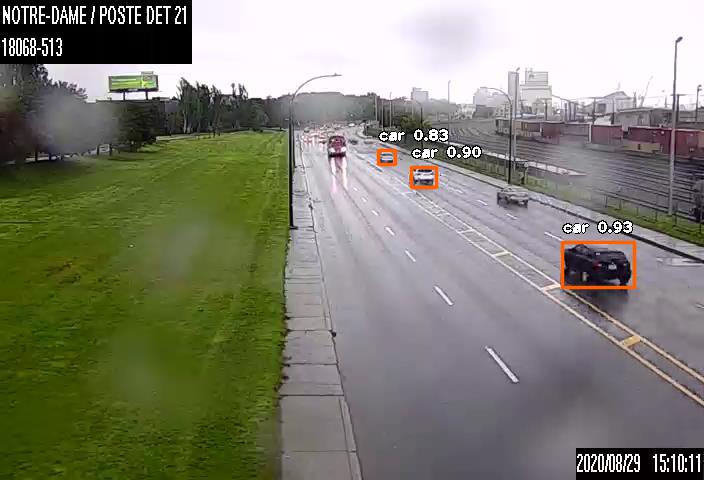 NOTRE-DAME / POSTE DET 21
18068-513
car 0.83
car 0.90
car 0.93
2020/08/29 15:10:11